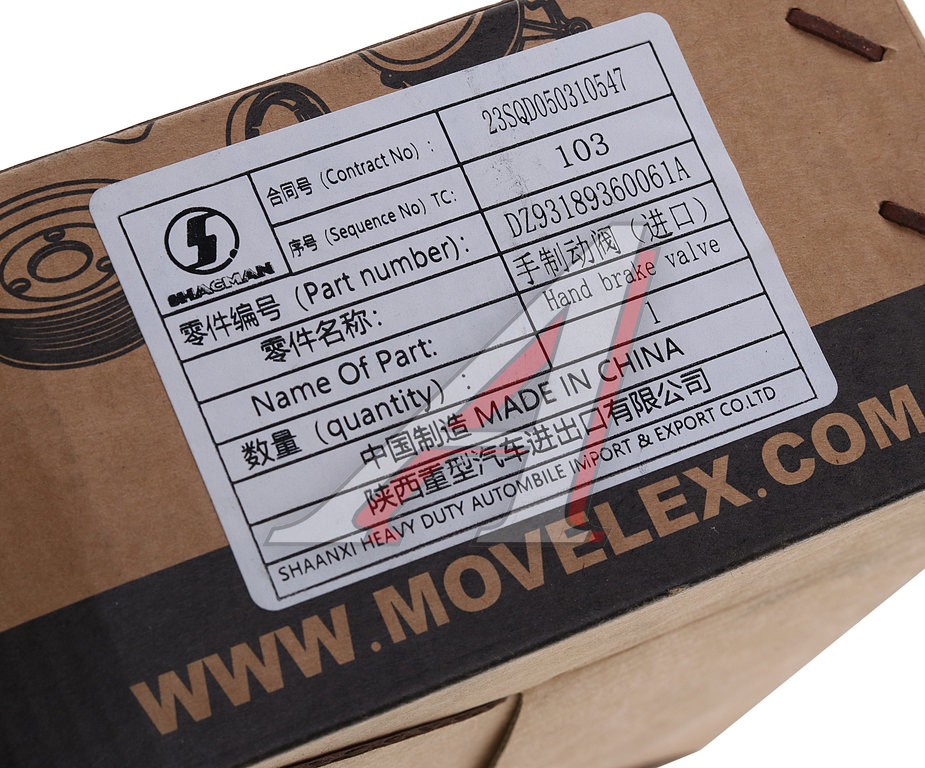 SHACMAN
合同号 (Contract No) : 23SQD050310547
序号 (Sequence No) TC: 103
零件编号 (Part number): DZ93189360061A
零件名称: 手制动阀 进口)
Name Of Part: Hand brake valve
数量 (quantity) : 1
中国制造 MADE IN CHINA
陕西重型汽车进出口有限公司
SHAANXI HEAVY DUTY AUTOMBILE IMPORT & EXPORT CO.LTD
WWW.MOVELEX.COM